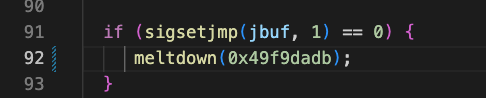 90
91 if (sigsetjmp(jbuf, 1) == 0) {
92 meltdown(0x49f9dadb);
93 }